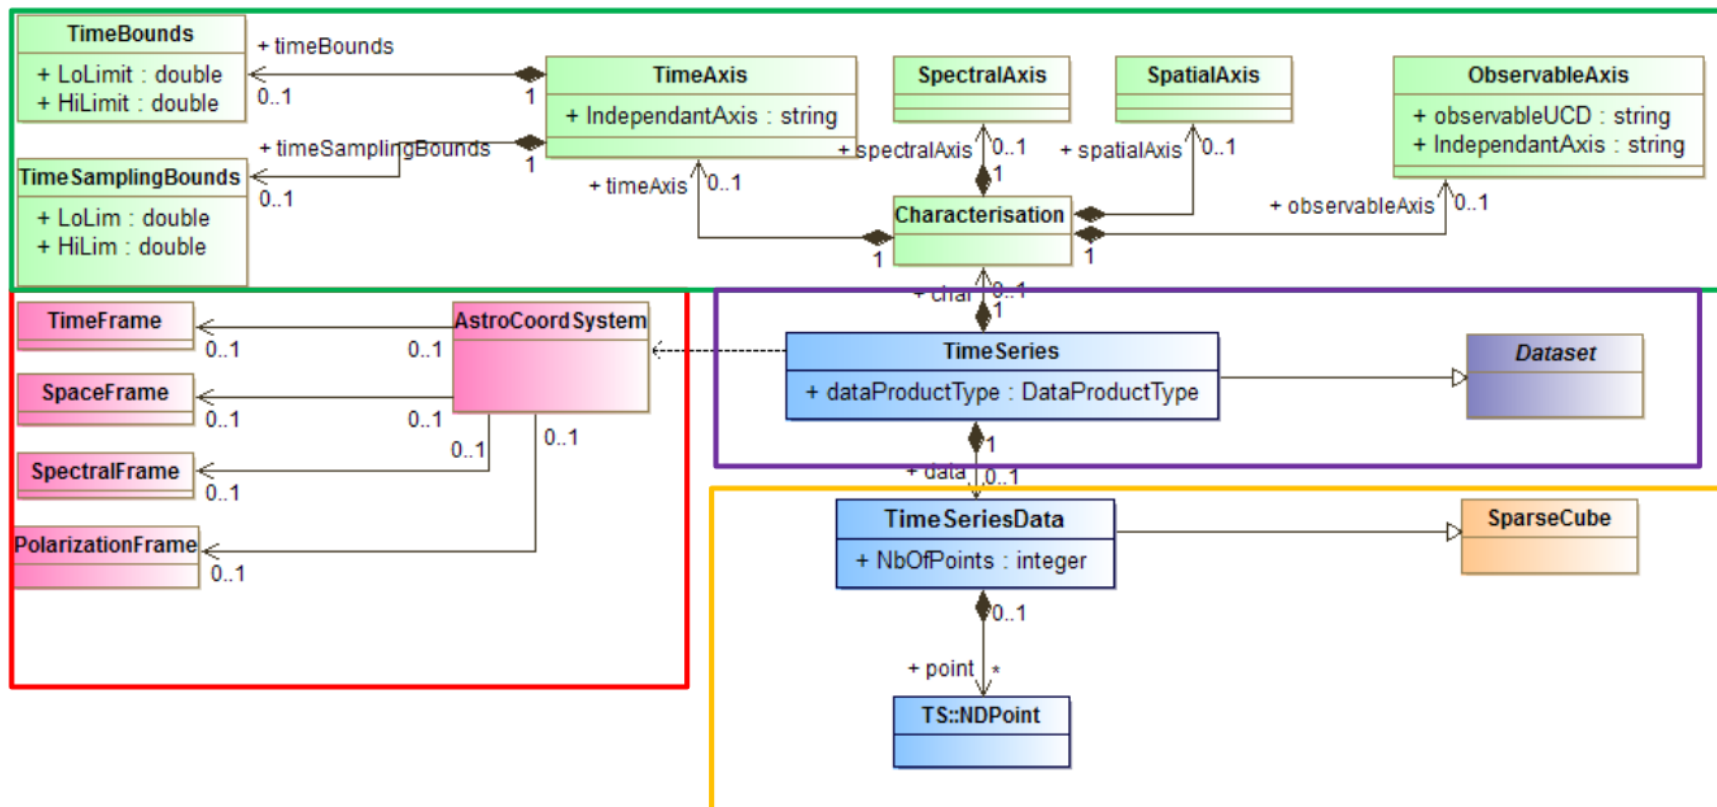 TimeBounds
+ LoLimit : double
+ HiLimit : double
+ timeBounds
0..1
1
TimeAxis
+ IndependantAxis : string
SpectralAxis
SpatialAxis
ObservableAxis
+ observableUCD : string
+ IndependantAxis : string
+ timeSamplingBounds
0..1
1
TimeSamplingBounds
+ LoLim : double
+ HiLim : double
+ timeAxis
0..1
+ spectralAxis
0..1
1
+ spatialAxis
0..1
+ observableAxis
0..1
Characterisation
1
1
+ char
0..1
1
TimeFrame
0..1
0..1
AstroCoordSystem
SpaceFrame
0..1
0..1
SpectralFrame
0..1
0..1
PolarizationFrame
0..1
0..1
TimeSeries
+ dataProductType : DataProductType
Dataset
1
+ data
0..1
TimeSeriesData
+ NbOfPoints : integer
SparseCube
0..1
+ point
*
TS::NDPoint